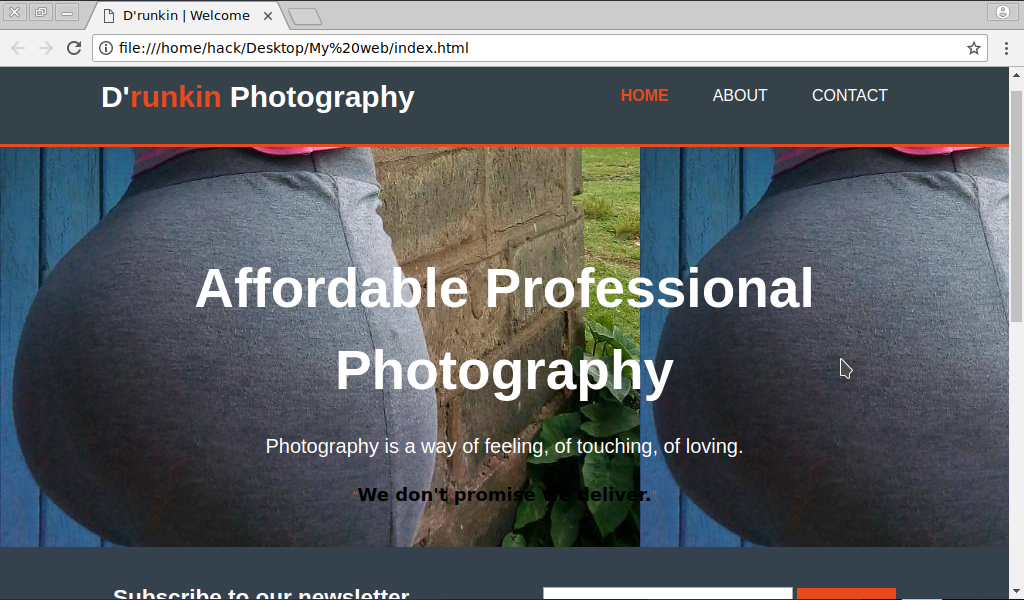 D'runkin | Welcome
file:///home/hack/Desktop/My%20web/index.html
D'runkin Photography
HOME ABOUT CONTACT
Affordable Professional
Photography
Photography is a way of feeling, of touching, of loving.
"We don't promise we deliver."
Subscribe to our newsletter